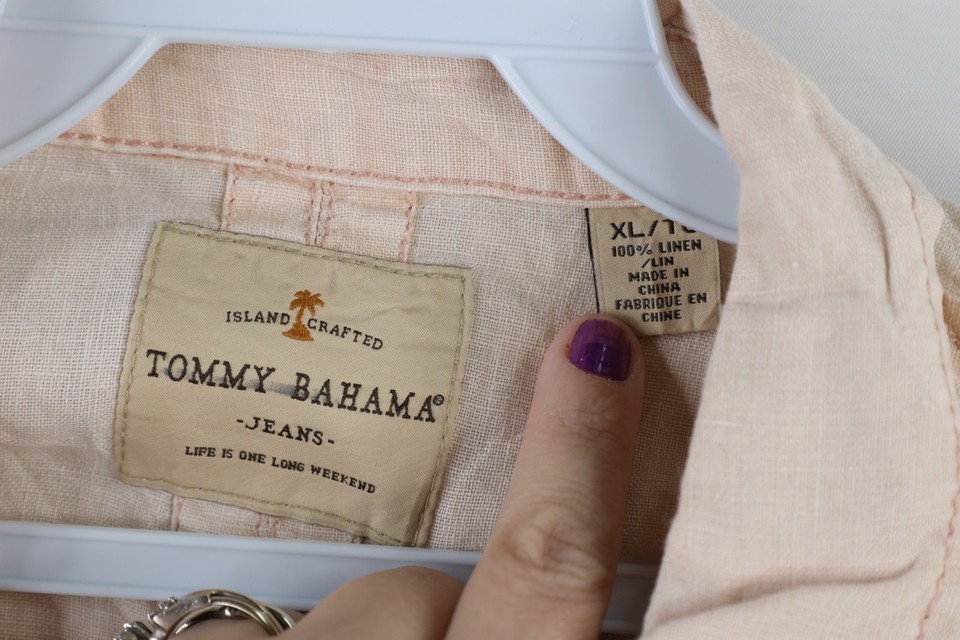 ISLAND CRAFTED
TOMMY BAHAMA®
-JEANS-
LIFE IS ONE LONG WEEKEND
XL/
100% LINEN
/LIN
MADE IN
CHINA
FABRIQUE EN
CHINE